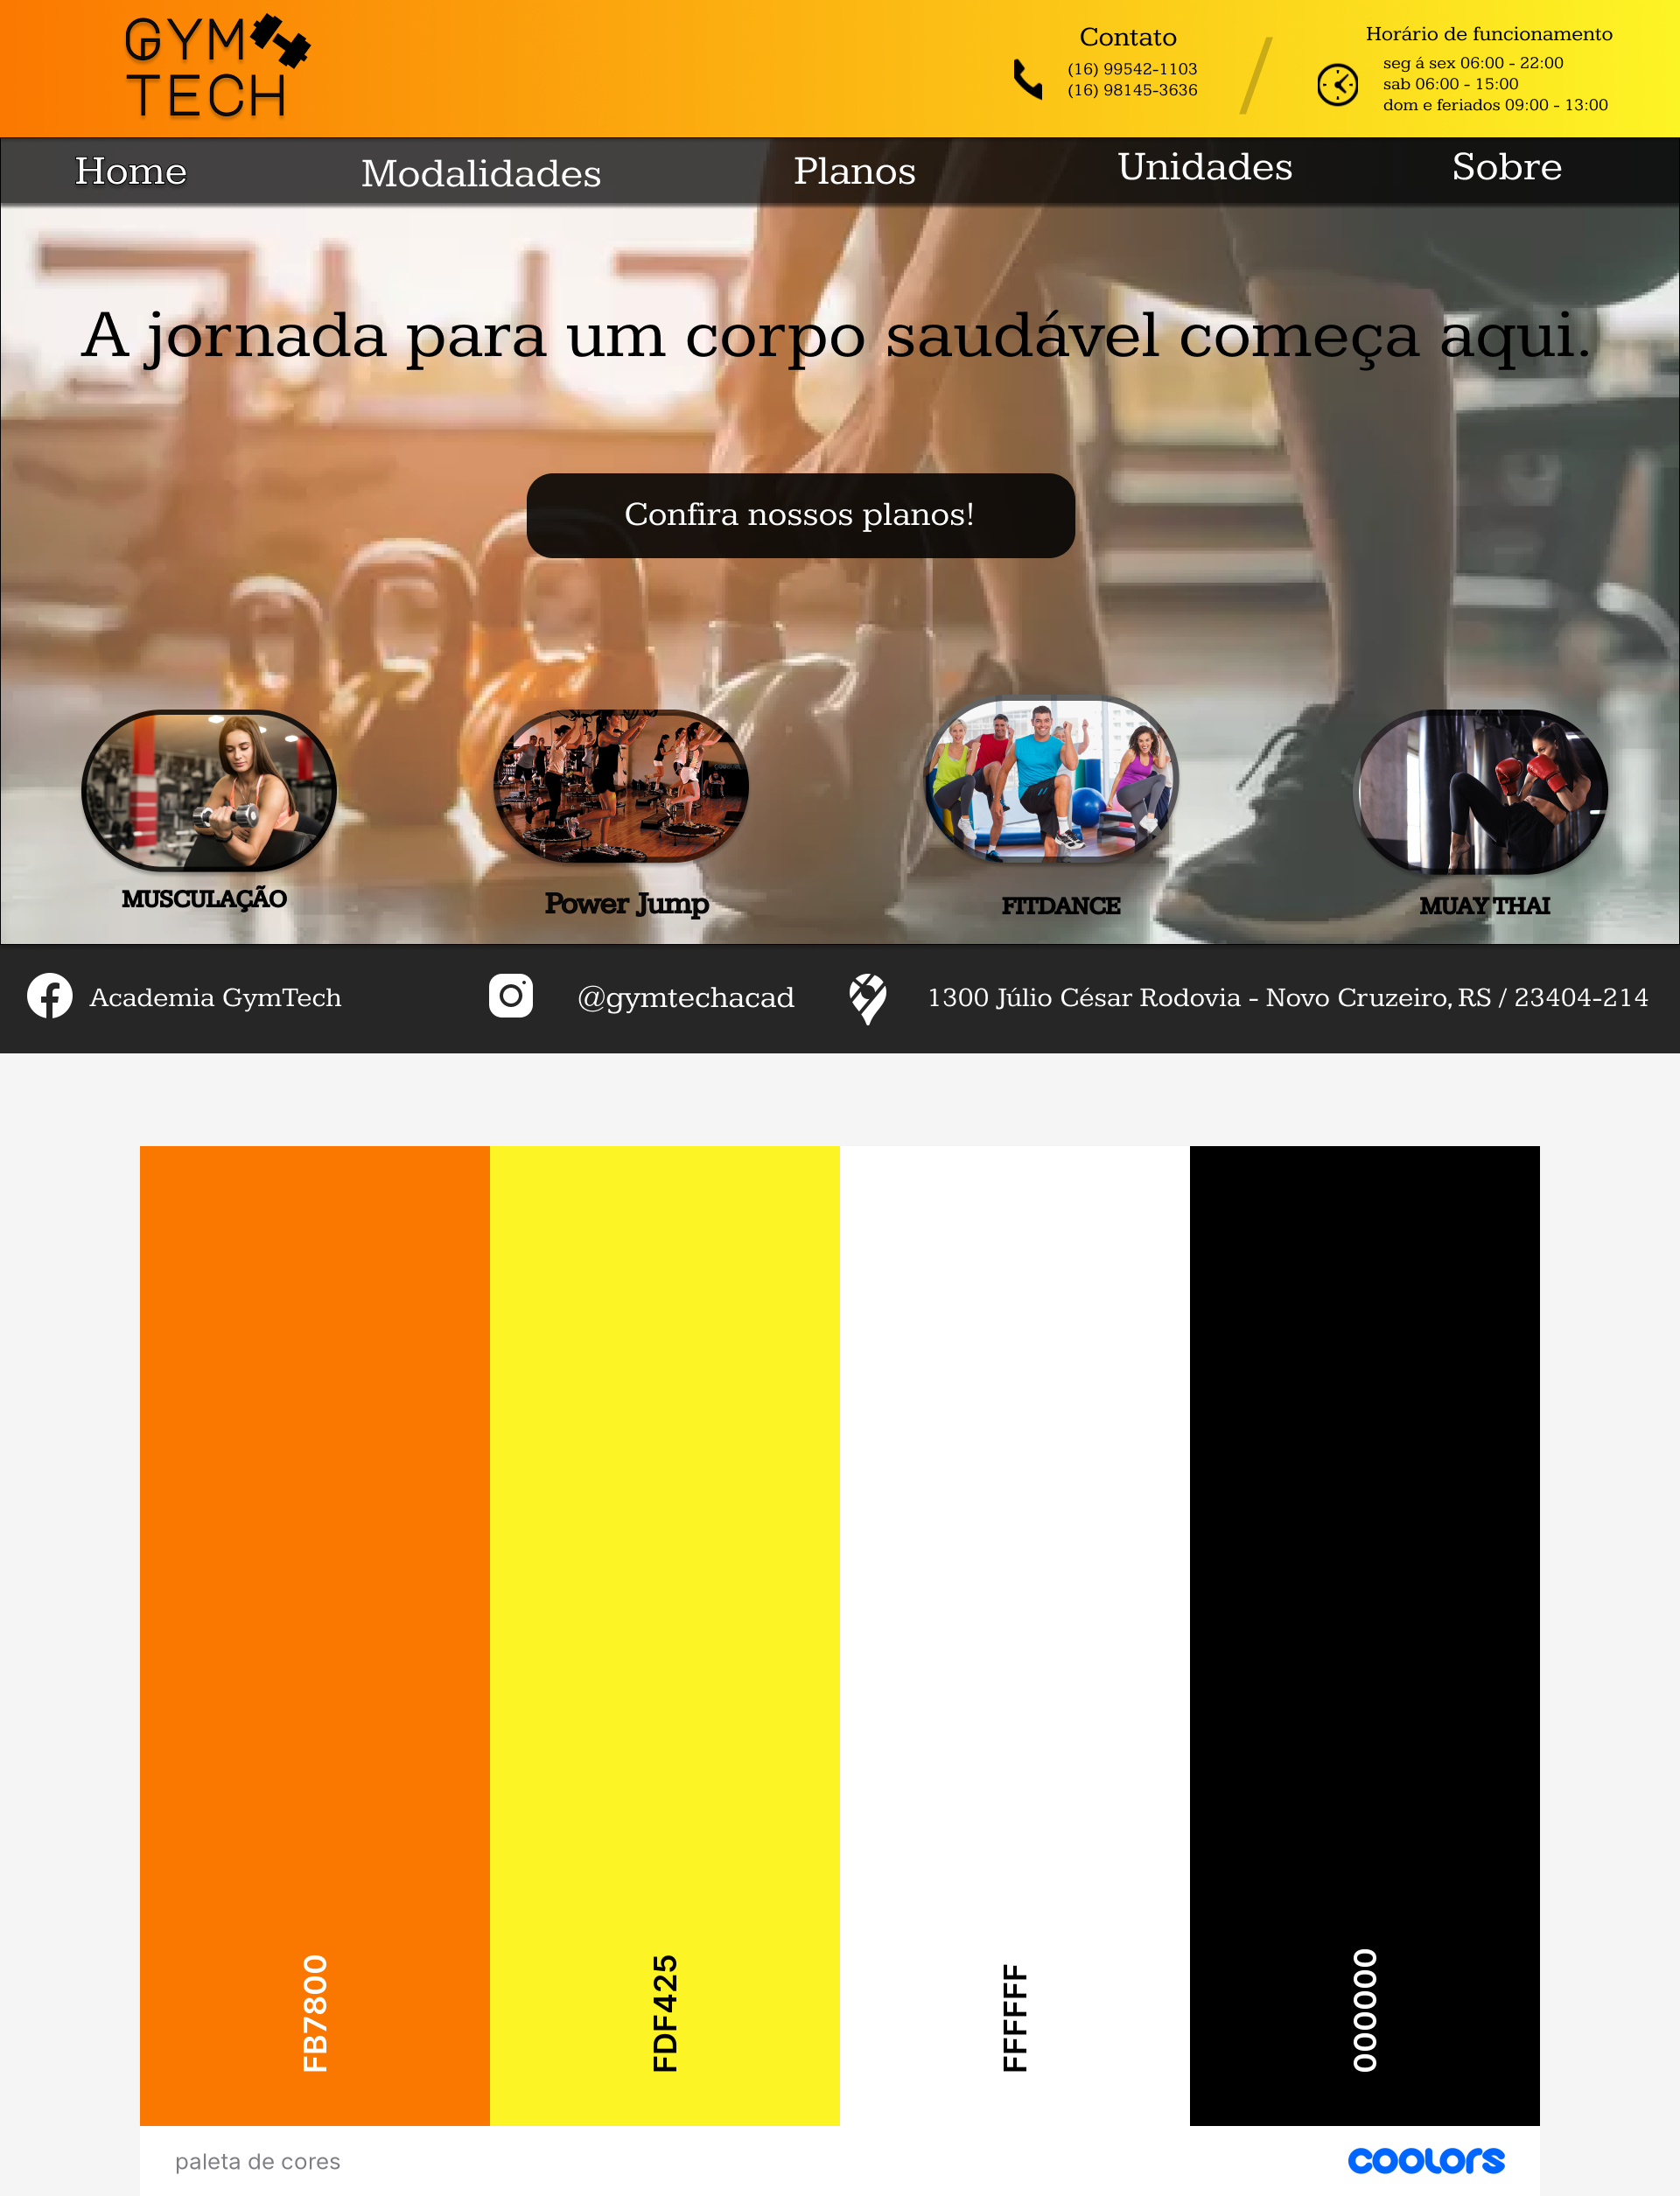 GYM
TECH
Contato
(16) 99542-1103
(16) 98145-3636
Horário de funcionamento
seg á sex 06:00 - 22:00
sab 06:00 - 15:00
dom e feriados 09:00 - 13:00
Home Modalidades Planos Unidades Sobre
A jornada para um corpo saudável começa aqui.
Confira nossos planos!
MUSCULAÇÃO Power Jump FITDANCE MUAY THAI
Academia GymTech @gymtechacad 1300 Júlio César Rodovia - Novo Cruzeiro, RS / 23404-214
FB7800
FDF425
FFFFFF
000000
paleta de cores
coolors